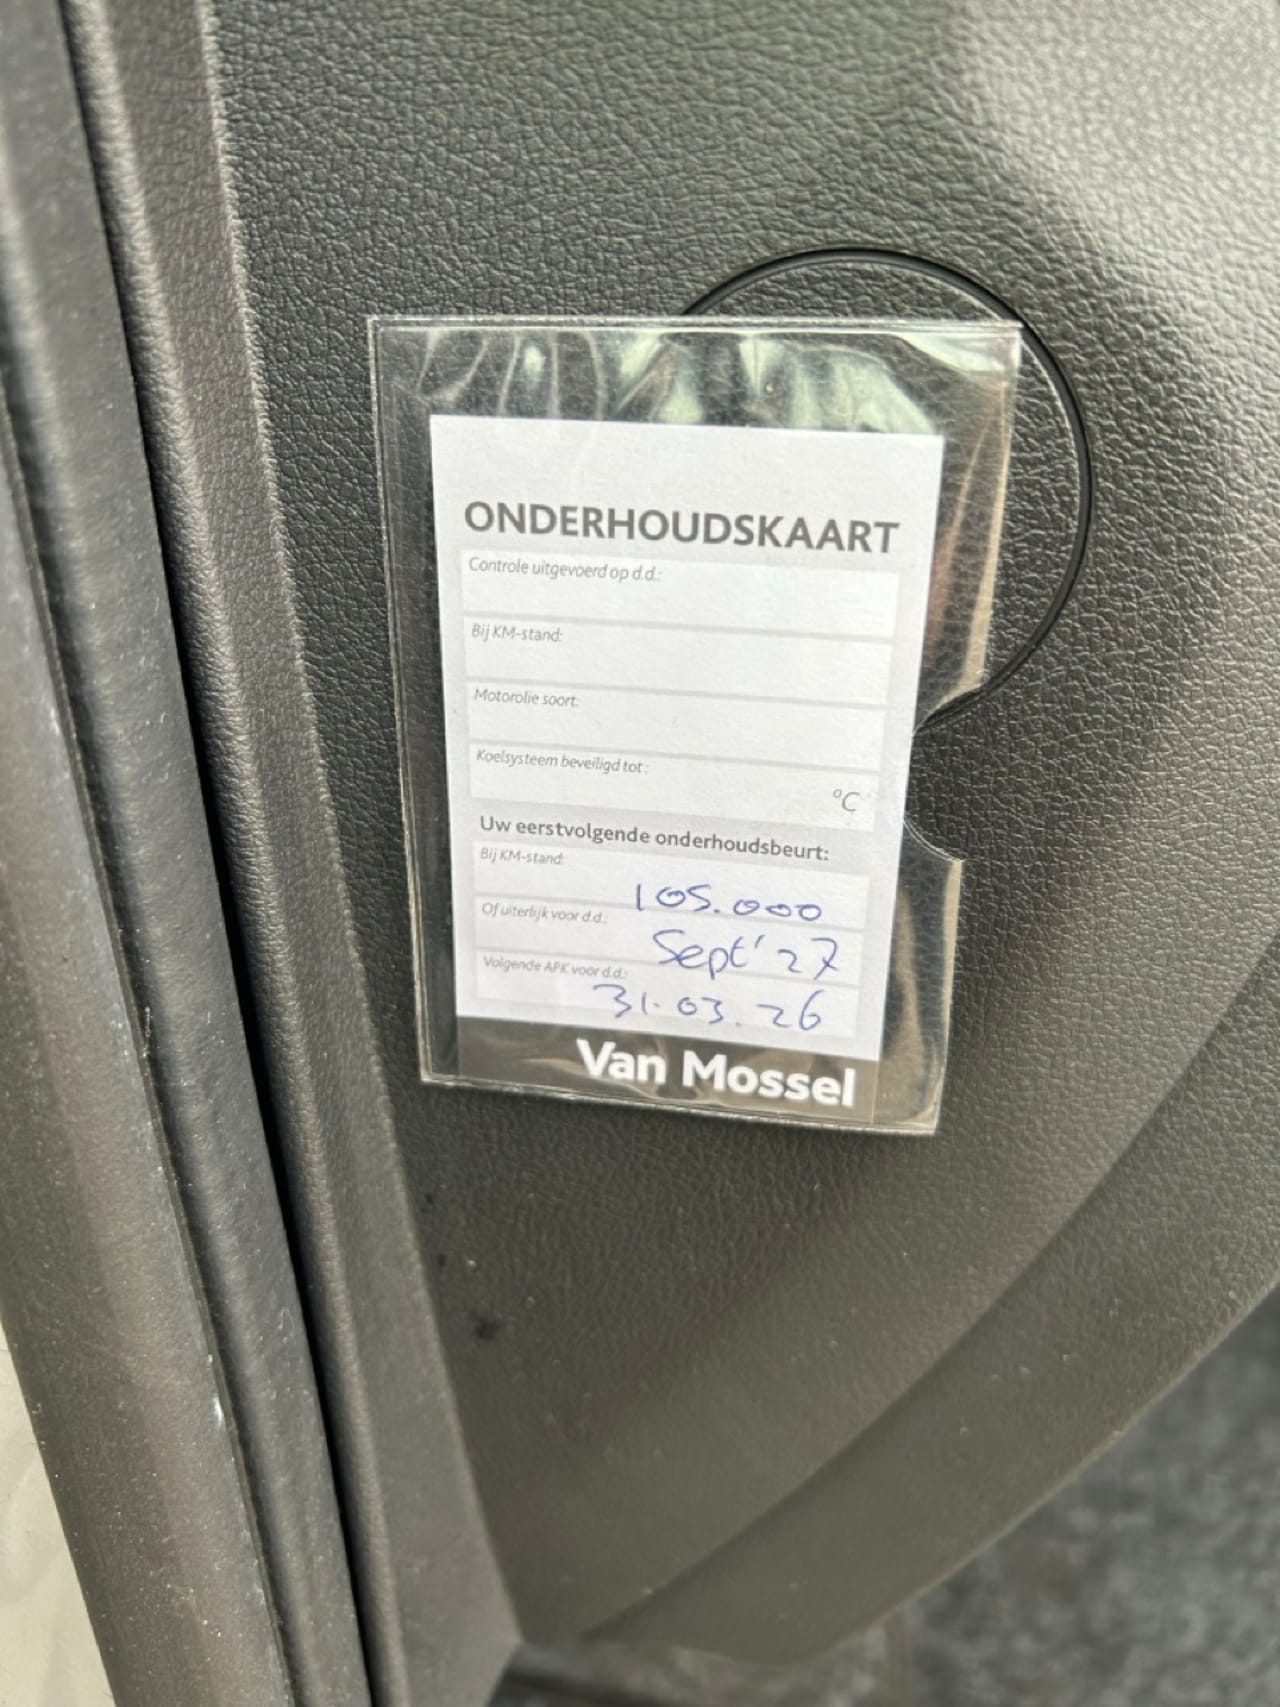 ONDERHOUDSKAART
Controle uitgevoerd op d.d.:
Bij KM-stand:
Motorolie soort:
Koelsysteem beveiligd tot:
°C
Uw eerstvolgende onderhoudsbeurt:
Bij KM-stand:
105.000
Of uiterlijk voor d.d.:
Sept' 27
Volgende APK voor d.d.:
31.03.26
Van Mossel